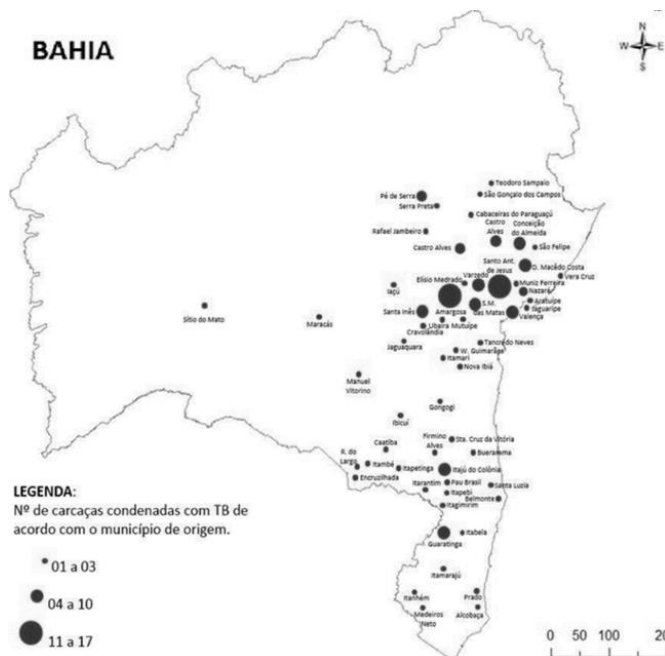 BAHIA
N
W E
S
Teodoro Sampaio
Pé de Serra
São Gonçalo dos Campos
Serra Preta
Cabaceiras do Paraguaçú
Castro
Alves
Conceição
do Almeida
Rafael Jambeiro
Castro Alves
São Felipe
Santo Ant.
de Jesus
D. Macêdo Costa
Vera Cruz
Elísio Medrado
Varzedo
Muniz Ferreira
Nazaré
Iaçú
Aratuípe
Jaguaripe
Amargosa
S.M.
das Matas
Valença
Santa Inês
Ubaíra
Mutuípe
Cravolândia
Sítio do Mato
Maracás
Jaguaquara
Tancredo Neves
W. Guimarães
Itamari
Nova Ibiá
Manuel
Vitorino
Gongogi
Ibicuí
Firmino
Alves
Sta. Cruz da Vitória
Caatiba
Buerarema
R. do
Largo
Itambé
Itapetinga
Itajú do Colônia
Encruzilhada
Itarantim
Pau Brasil
Santa Luzia
Itapebi
Belmonte
Itagimirim
Itabela
Guaratinga
Itamarajú
Itanhém
Prado
Medeiros
Neto
Alcobaça
LEGENDA:
Nº de carcaças condenadas com TB de
acordo com o município de origem.
01 a 03
04 a 10
11 a 17
0 50 100 20